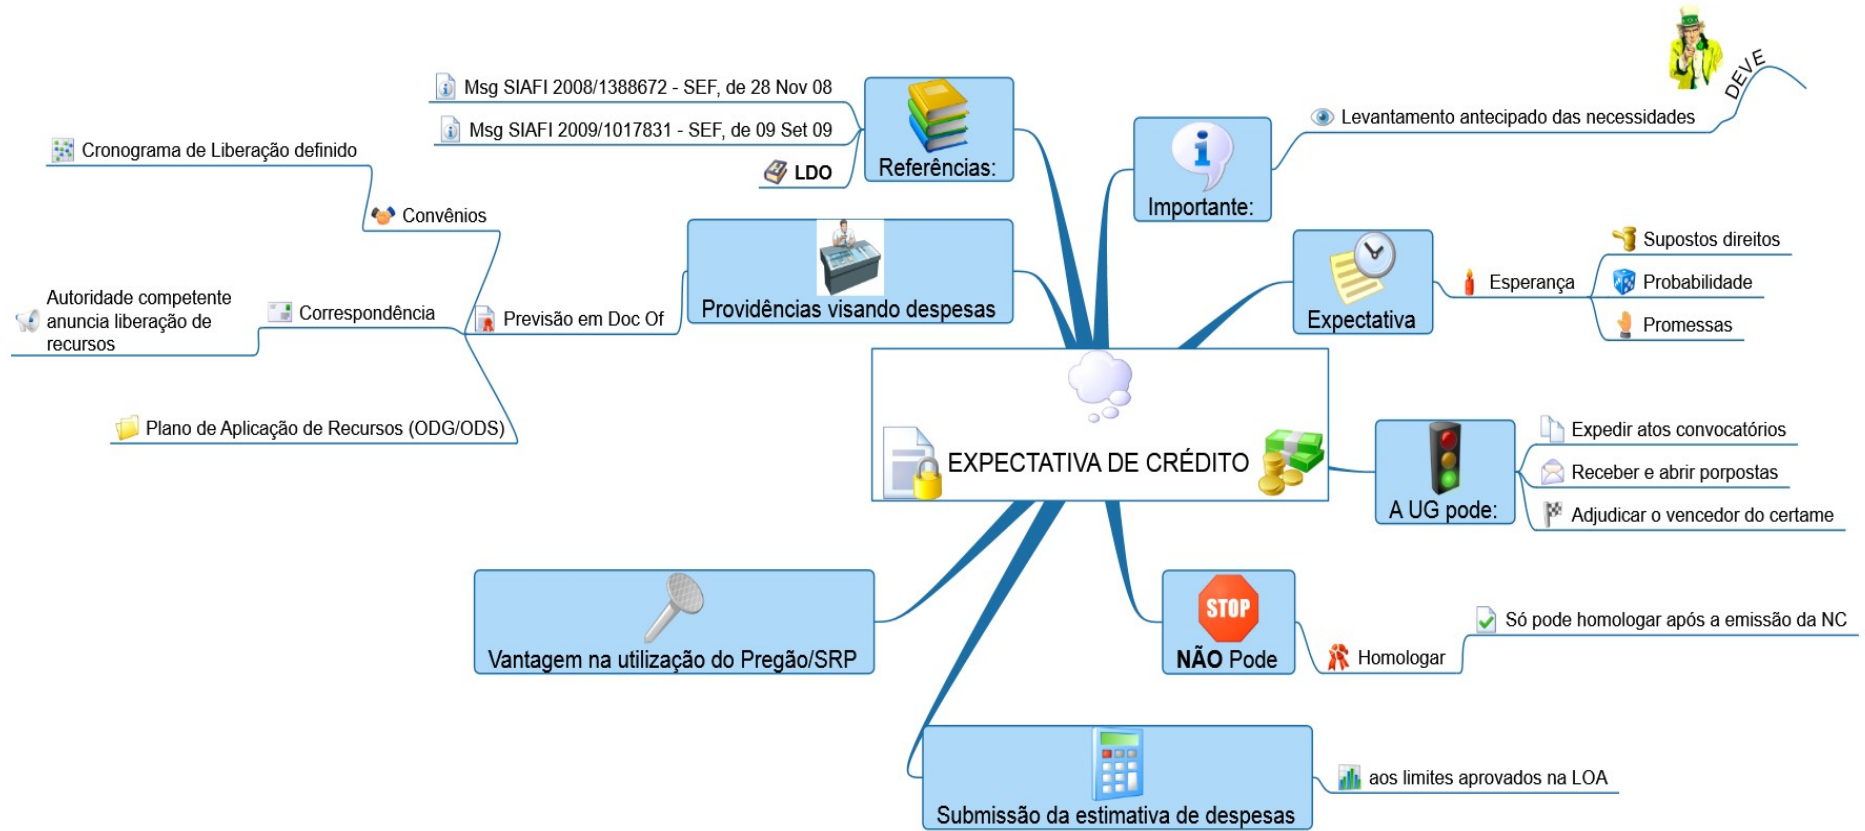 DEVE
Msg SIAFI 2008/1388672 - SEF, de 28 Nov 08
Msg SIAFI 2009/1017831 - SEF, de 09 Set 09
LDO
Referências:
Levantamento antecipado das necessidades
Importante:
Cronograma de Liberação definido
Convênios
Autoridade competente
anuncia liberação de
recursos
Correspondência
Plano de Aplicação de Recursos (ODG/ODS)
Previsão em Doc Of
Providências visando despesas
Expectativa
Esperança
Supostos direitos
Probabilidade
Promessas
EXPECTATIVA DE CRÉDITO
A UG pode:
Expedir atos convocatórios
Receber e abrir porpostas
Adjudicar o vencedor do certame
Vantagem na utilização do Pregão/SRP
STOP
NÃO Pode
Homologar
Só pode homologar após a emissão da NC
Submissão da estimativa de despesas
aos limites aprovados na LOA